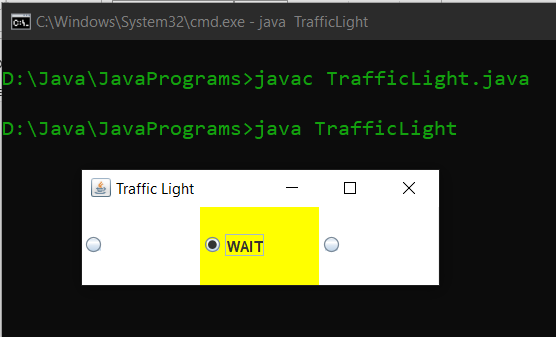 C:\Windows\System32\cmd.exe - java  TrafficLight
D:\Java\JavaPrograms>javac TrafficLight.java
D:\Java\JavaPrograms>java TrafficLight
Traffic Light
WAIT